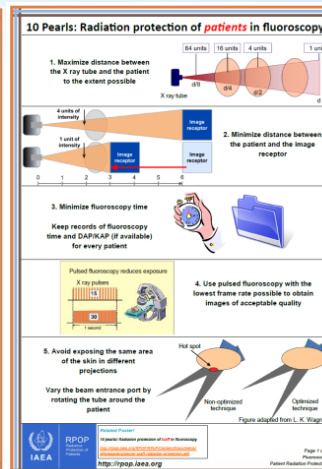 10 Pearls: Radiation protection of patients in fluoroscopy
64 units
16 units
4 units
1 uni
1. Maximize distance between
the X ray tube and the patient
to the extent possible
d/8
d/4
d/2
d
X ray tube
4 units of
intensity
Image
receptor
1 unit of
intensity
Image
receptor
Image
receptor
2. Minimize distance between
the patient and the image
receptor
0 1 2 3 4 5 6
3. Minimize fluoroscopy time
Keep records of fluoroscopy
time and DAP/KAP (if available)
for every patient
Pulsed fluoroscopy reduces exposure
X ray pulses
15
30
1 second
4. Use pulsed fluoroscopy with the
lowest frame rate possible to obtain
images of acceptable quality
5. Avoid exposing the same area
of the skin in different
projections
Vary the beam entrance port by
rotating the tube around the
patient
Hot spot
Non-optimized
technique
Optimized
technique
Figure adapted from L. K. Wagn
IAEA
RPOP
Radiation
Protection of
Patients
Related Poster!
10 pearls: Radiation protection of staff in fluoroscopy
http://rpop.iaea.org
Page 1